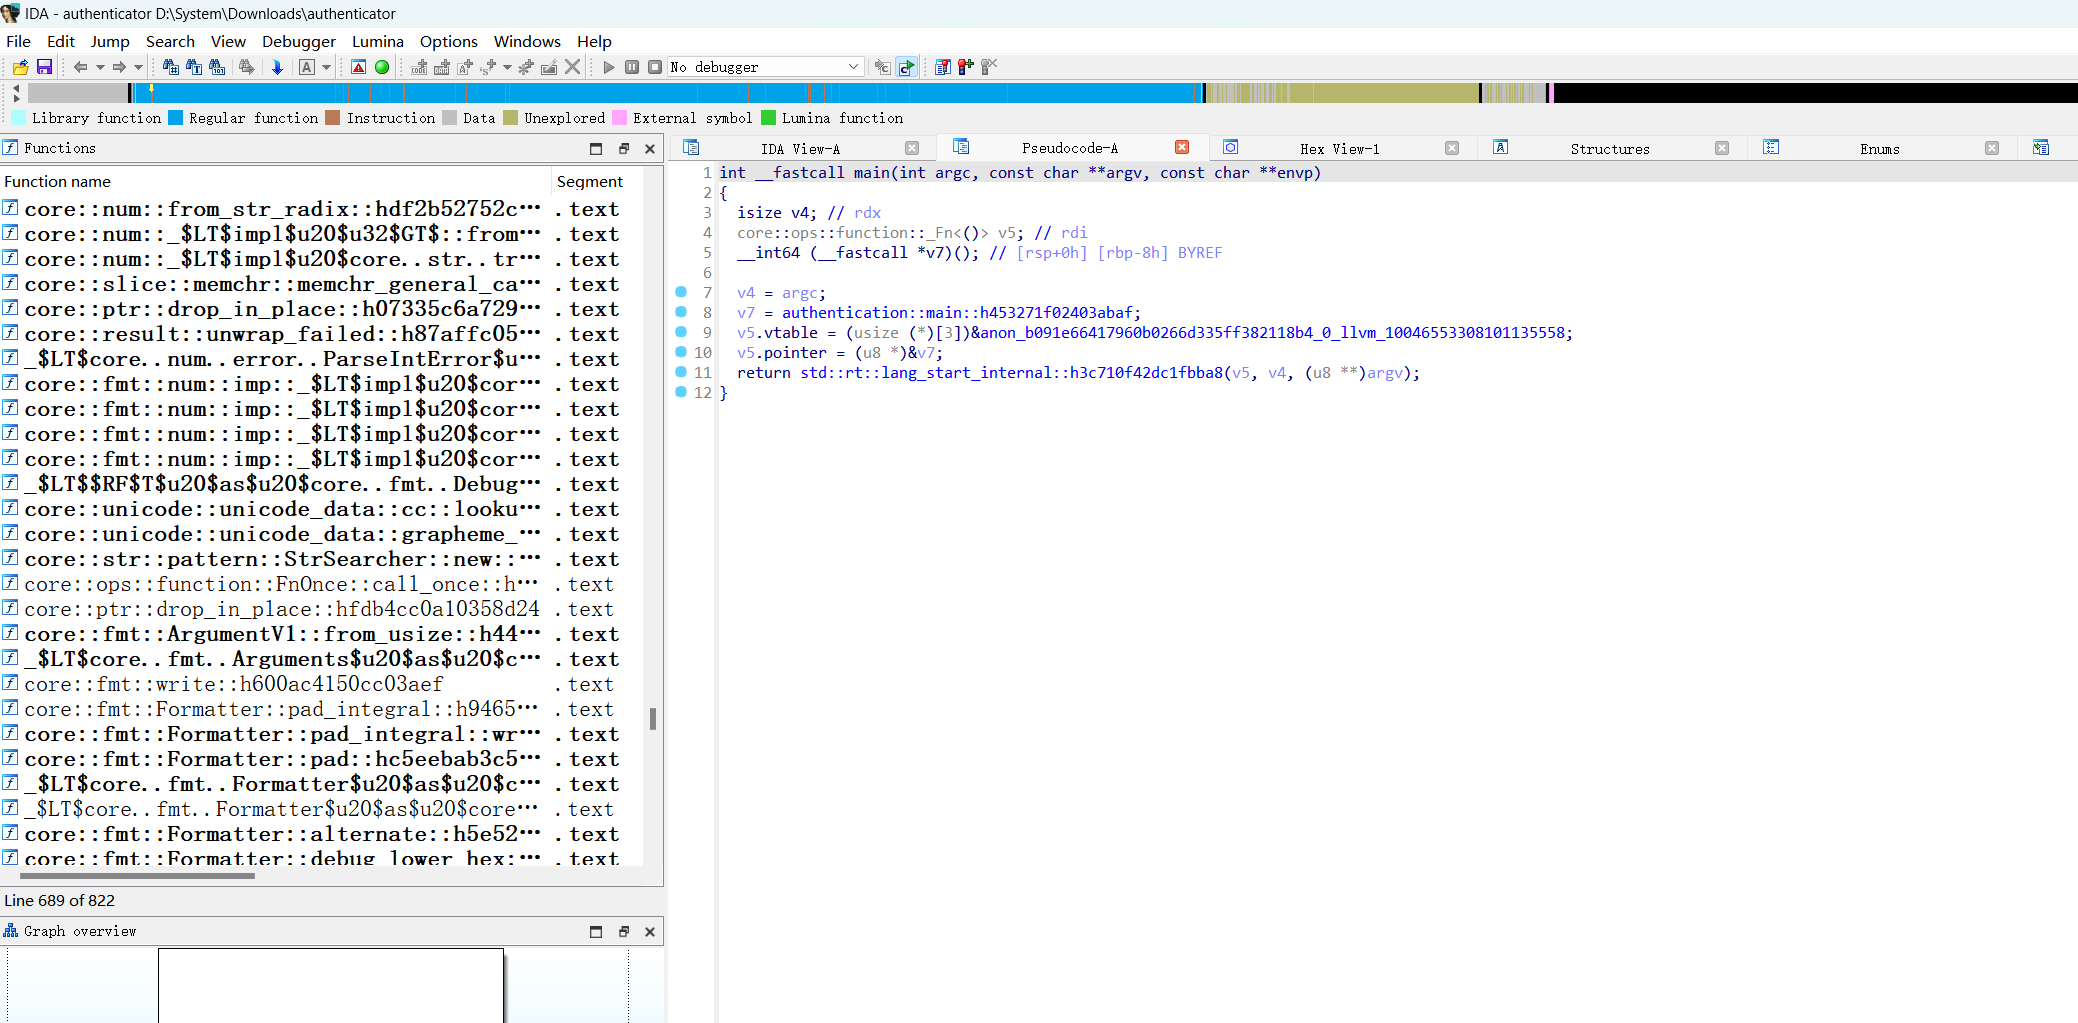 IDA - authenticator D:\System\Downloads\authenticator
File Edit Jump Search View Debugger Lumina Options Windows Help
No debugger
Library function Regular function Instruction Data Unexplored External symbol Lumina function
Functions
Function name Segment
core::num::from_str_radix::hdf2b52752c··· .text
core::num::_$LT$impl$u20$u32$GT$::from··· .text
core::num::_$LT$impl$u20$core..str..tr··· .text
core::slice::memchr::memchr_general_ca··· .text
core::ptr::drop_in_place::h07335c6a729··· .text
core::result::unwrap_failed::h87affc05··· .text
_$LT$core..num..error..ParseIntError$u··· .text
core::fmt::num::imp::_$LT$impl$u20$cor··· .text
core::fmt::num::imp::_$LT$impl$u20$cor··· .text
core::fmt::num::imp::_$LT$impl$u20$cor··· .text
core::fmt::num::imp::_$LT$impl$u20$cor··· .text
_$LT$$RF$T$u20$as$u20$core..fmt..Debug··· .text
core::unicode::unicode_data::cc::looku··· .text
core::unicode::unicode_data::grapheme_··· .text
core::str::pattern::StrSearcher::new::··· .text
core::ops::function::FnOnce::call_once::h··· .text
core::ptr::drop_in_place::hfdb4cc0a10358d24 .text
core::fmt::ArgumentV1::from_usize::h44··· .text
_$LT$core..fmt..Arguments$u20$as$u20$c··· .text
core::fmt::write::h600ac4150cc03aef .text
core::fmt::Formatter::pad_integral::h9465··· .text
core::fmt::Formatter::pad_integral::wr··· .text
core::fmt::Formatter::pad::hc5eebab3c5··· .text
_$LT$core..fmt..Formatter$u20$as$u20$c··· .text
_$LT$core..fmt..Formatter$u20$as$u20$core··· .text
core::fmt::Formatter::alternate::h5e52··· .text
core::fmt::Formatter::debug_lower_hex:··· .text
Line 689 of 822
Graph overview
IDA View-A Pseudocode-A Hex View-1 Structures Enums
1 int __fastcall main(int argc, const char **argv, const char **envp)
2 {
3 isize v4; // rdx
4 core::ops::function::_Fn<()> v5; // rdi
5 __int64 (__fastcall *v7)(); // [rsp+0h] [rbp-8h] BYREF
6
7 v4 = argc;
8 v7 = authentication::main::h453271f02403abaf;
9 v5.vtable = (usize (*)[3])&anon_b091e66417960b0266d335ff382118b4_0_llvm_10046553308101135558;
10 v5.pointer = (u8 *)&v7;
11 return std::rt::lang_start_internal::h3c710f42dc1fbba8(v5, v4, (u8 **)argv);
12 }